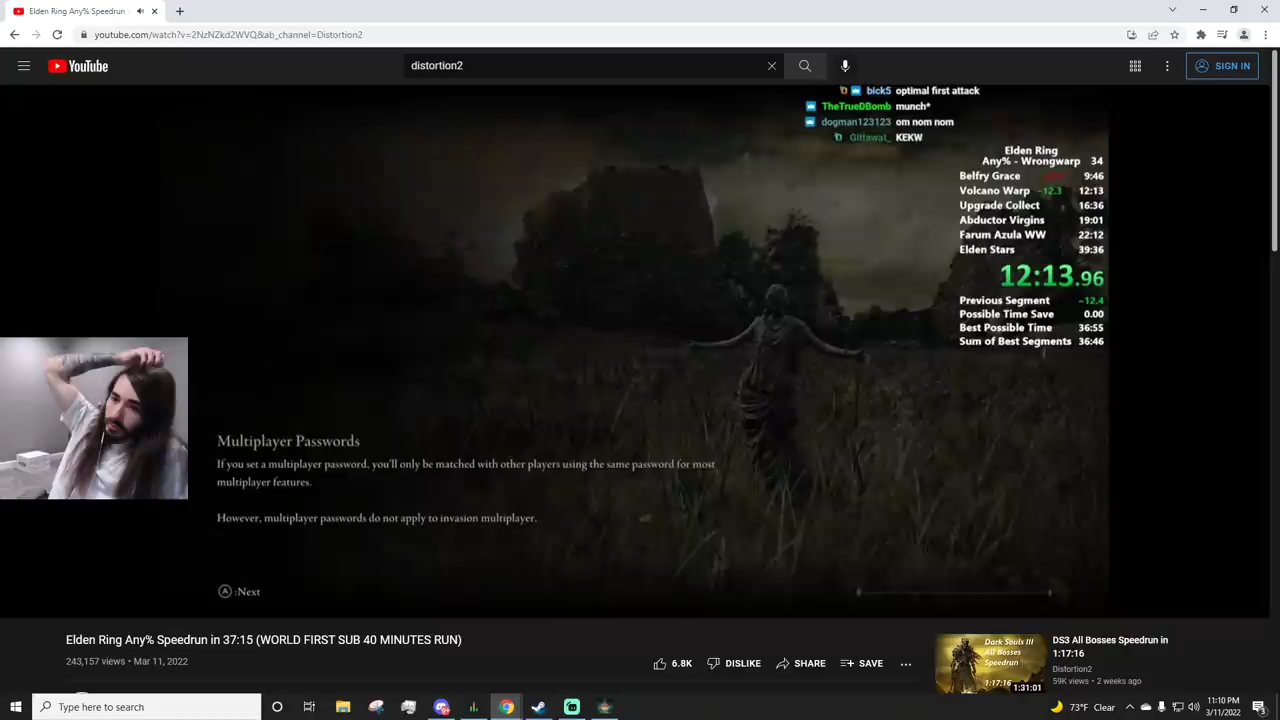 Elden Ring Any% Speedrun
youtube.com/watch?v=2NzNZkd2WVQ&ab_channel=Distortion2
YouTube
distortion2
SIGN IN
bick5 optimal first attack
TheTrueDBomb munch*
dogman123123 om nom nom
Gittawat_ KEKW
Elden Ring
Any% - Wrongwarp 34
Belfry Grace 9:46
Volcano Warp -12.3 12:13
Upgrade Collect 16:36
Abductor Virgins 19:01
Farum Azula WW 22:12
Elden Stars 39:36
12:13.96
Previous Segment -12.4
Possible Time Save 0.00
Best Possible Time 36:55
Sum of Best Segments 36:46
Multiplayer Passwords
If you set a multiplayer password, you'll only be matched with other players using the same password for most
multiplayer features.
However, multiplayer passwords do not apply to invasion multiplayer.
A :Next
Elden Ring Any% Speedrun in 37:15 (WORLD FIRST SUB 40 MINUTES RUN)
243,157 views • Mar 11, 2022
6.8K DISLIKE SHARE SAVE
Dark Souls III
All Bosses
Speedrun
1:17:16
1:31:01
DS3 All Bosses Speedrun in
1:17:16
Distortion2
59K views • 2 weeks ago
Type here to search
73°F Clear
11:10 PM
3/11/2022